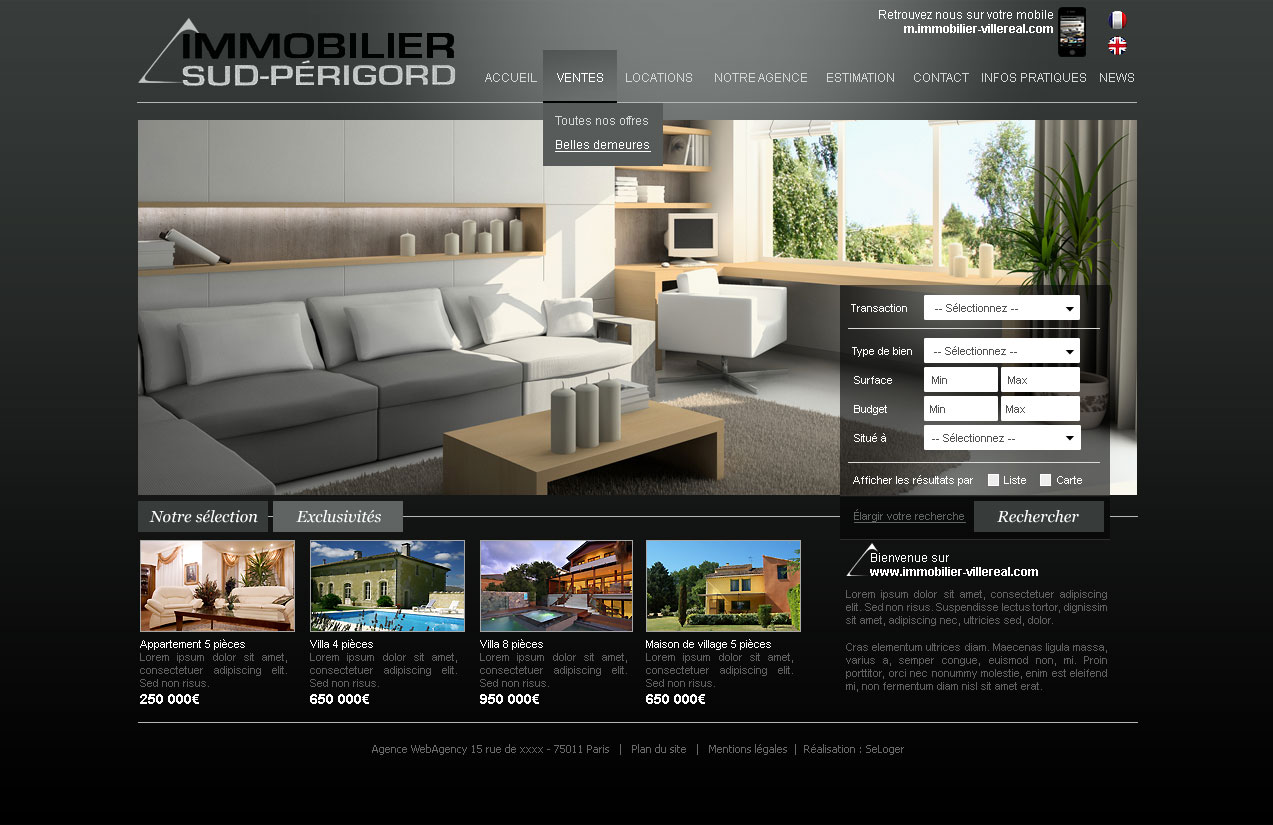 Retrouvez nous sur votre mobile
m.immobilier-villereal.com
IMMOBILIER
SUD-PÉRIGORD
ACCUEIL VENTES LOCATIONS NOTRE AGENCE ESTIMATION CONTACT INFOS PRATIQUES NEWS
Toutes nos offres
Belles demeures
Transaction -- Sélectionnez --
Type de bien -- Sélectionnez --
Surface Min Max
Budget Min Max
Situé à -- Sélectionnez --
Afficher les résultats par Liste Carte
Élargir votre recherche Rechercher
Notre sélection Exclusivités
Appartement 5 pièces
Lorem ipsum dolor sit amet,
consectetuer adipiscing elit.
Sed non risus.
250 000€
Villa 4 pièces
Lorem ipsum dolor sit amet,
consectetuer adipiscing elit.
Sed non risus.
650 000€
Villa 8 pièces
Lorem ipsum dolor sit amet,
consectetuer adipiscing elit.
Sed non risus.
950 000€
Maison de village 5 pièces
Lorem ipsum dolor sit amet,
consectetuer adipiscing elit.
Sed non risus.
650 000€
Bienvenue sur
www.immobilier-villereal.com
Lorem ipsum dolor sit amet, consectetuer adipiscing
elit. Sed non risus. Suspendisse lectus tortor, dignissim
sit amet, adipiscing nec, ultricies sed, dolor.
Cras elementum ultrices diam. Maecenas ligula massa,
varius a, semper congue, euismod non, mi. Proin
porttitor, orci nec nonummy molestie, enim est eleifend
mi, non fermentum diam nisl sit amet erat.
Agence WebAgency 15 rue de xxxx - 75011 Paris | Plan du site | Mentions légales | Réalisation : SeLoger